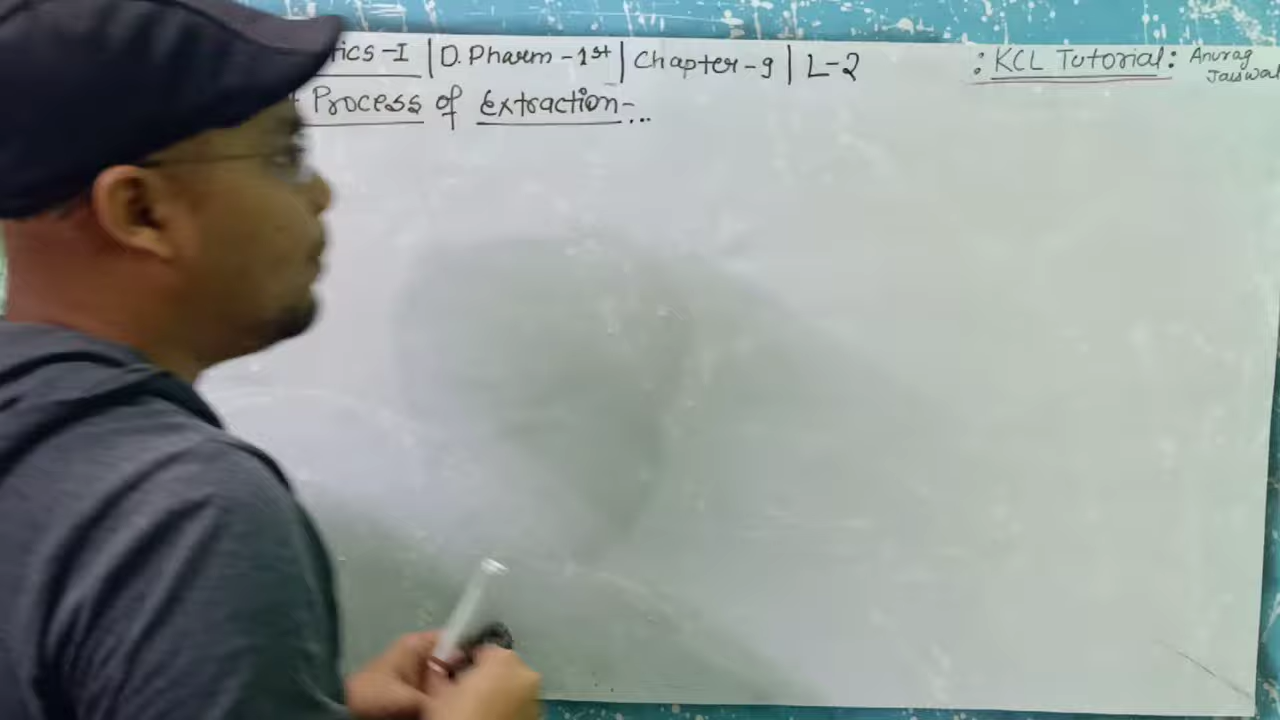 tics-I | D. Pharm - 1st | Chapter-9 | L-2
: KCL Tutorial : Anurag Jaiswal
Process of extraction-...